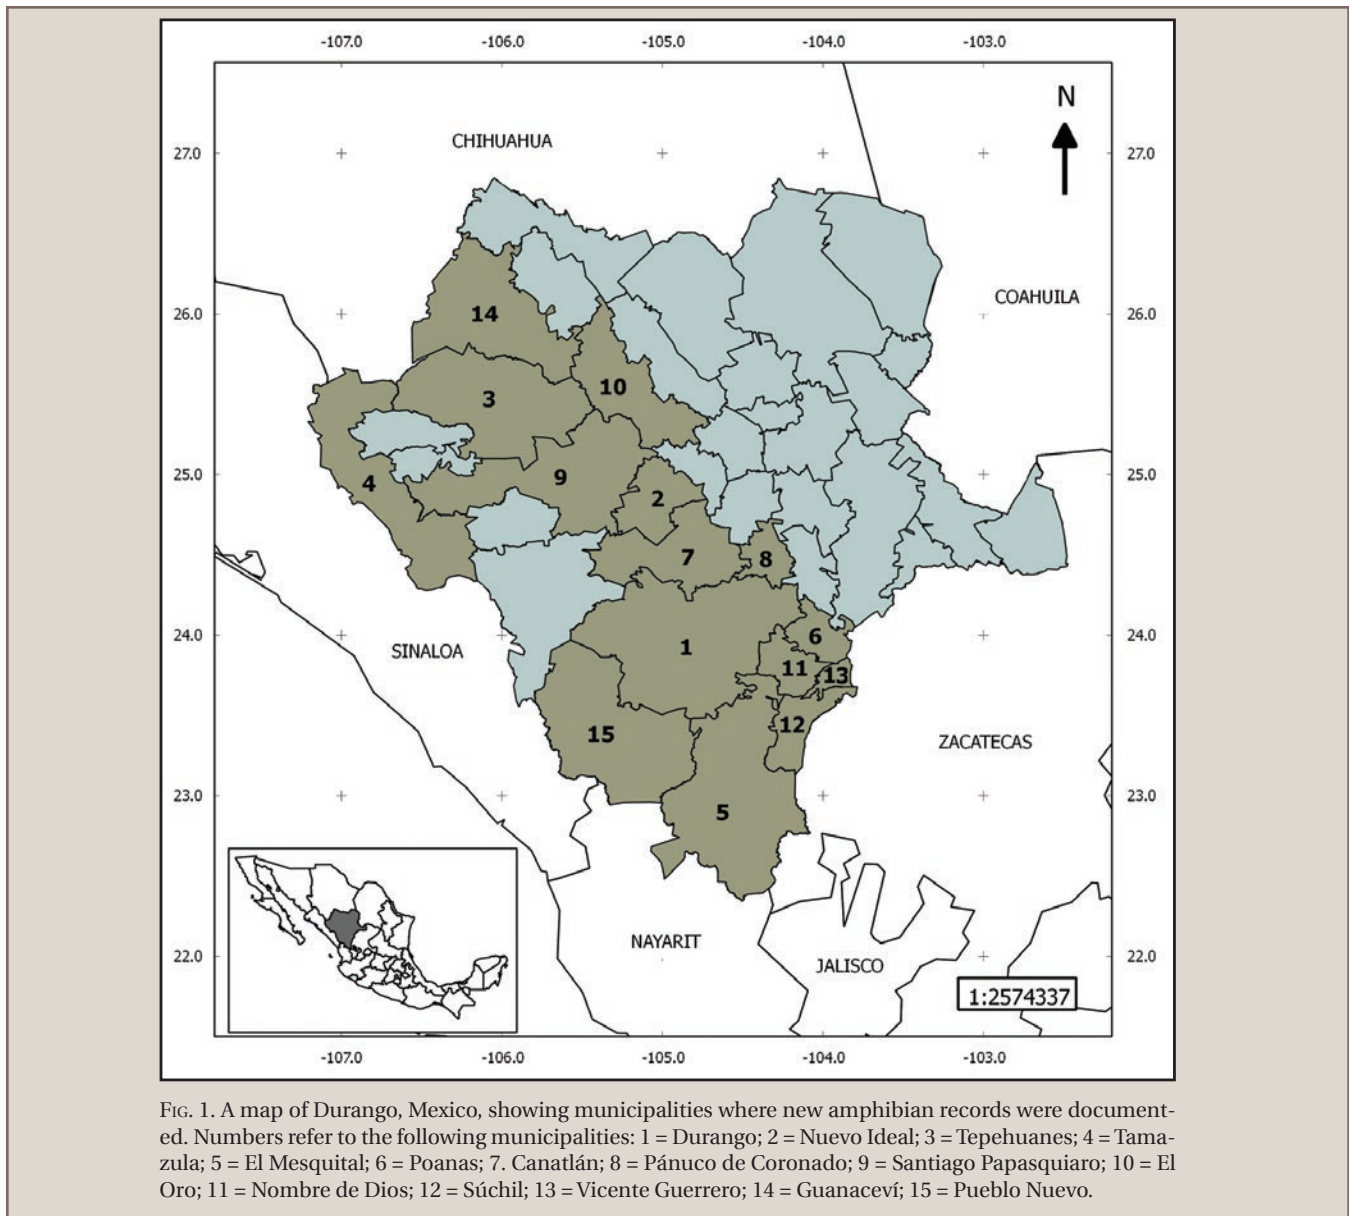 -107.0 -106.0 -105.0 -104.0 -103.0
N
CHIHUAHUA
27.0 27.0
COAHUILA
14
26.0 26.0
10
3
25.0 25.0
9
4
2
7
8
24.0 24.0
6
SINALOA
1
11
13
12
15
ZACATECAS
23.0 23.0
5
NAYARIT
22.0 22.0
JALISCO
1:2574337
-107.0 -106.0 -105.0 -104.0 -103.0
FIG. 1. A map of Durango, Mexico, showing municipalities where new amphibian records were document-
ed. Numbers refer to the following municipalities: 1 = Durango; 2 = Nuevo Ideal; 3 = Tepehuanes; 4 = Tama-
zula; 5 = El Mesquital; 6 = Poanas; 7. Canatlán; 8 = Pánuco de Coronado; 9 = Santiago Papasquiaro; 10 = El
Oro; 11 = Nombre de Dios; 12 = Súchil; 13 = Vicente Guerrero; 14 = Guanaceví; 15 = Pueblo Nuevo.